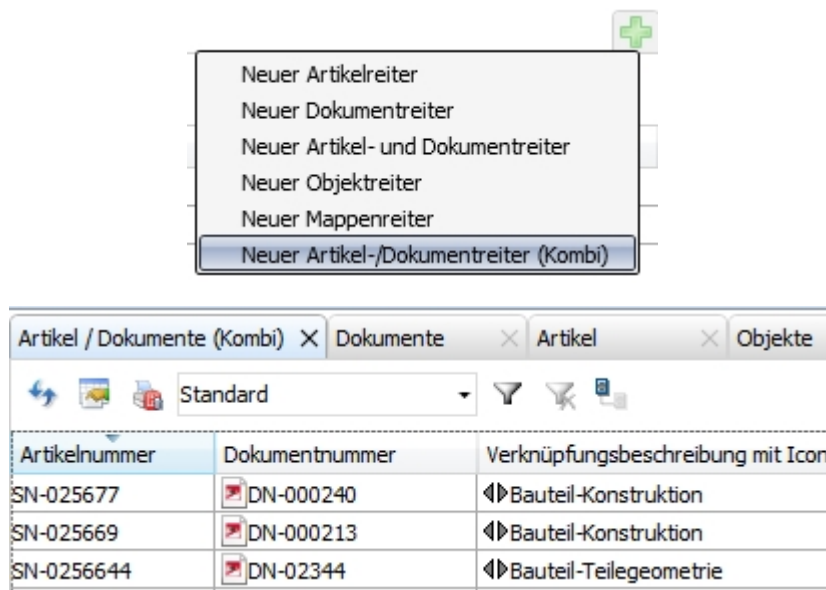 Neuer Artikelreiter
Neuer Dokumentreiter
Neuer Artikel- und Dokumentreiter
Neuer Objektreiter
Neuer Mappenreiter
Neuer Artikel-/Dokumentreiter (Kombi)
Artikel / Dokumente (Kombi) Dokumente Artikel Objekte
Standard
Artikelnummer Dokumentnummer Verknüpfungsbeschreibung mit Icon
SN-025677 DN-000240 Bauteil-Konstruktion
SN-025669 DN-000213 Bauteil-Konstruktion
SN-0256644 DN-02344 Bauteil-Teilegeometrie